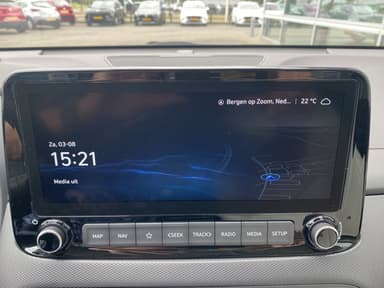 Bergen op Zoom, Ned... 22 °C
Za, 03-08
15:21
Media uit
MAP NAV ☆ <SEEK TRACK> RADIO MEDIA SETUP